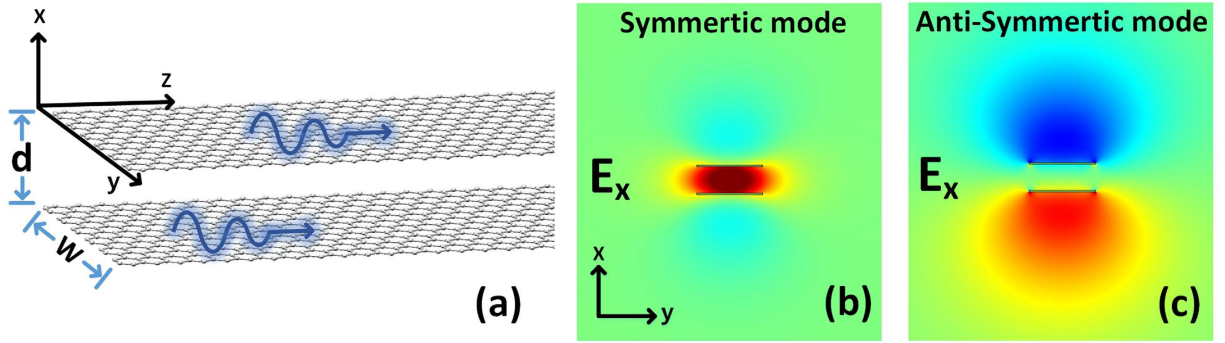 x
z
d
y
W
(a)
Symmertic mode
Ex
x
y
(b)
Anti-Symmertic mode
Ex
(c)